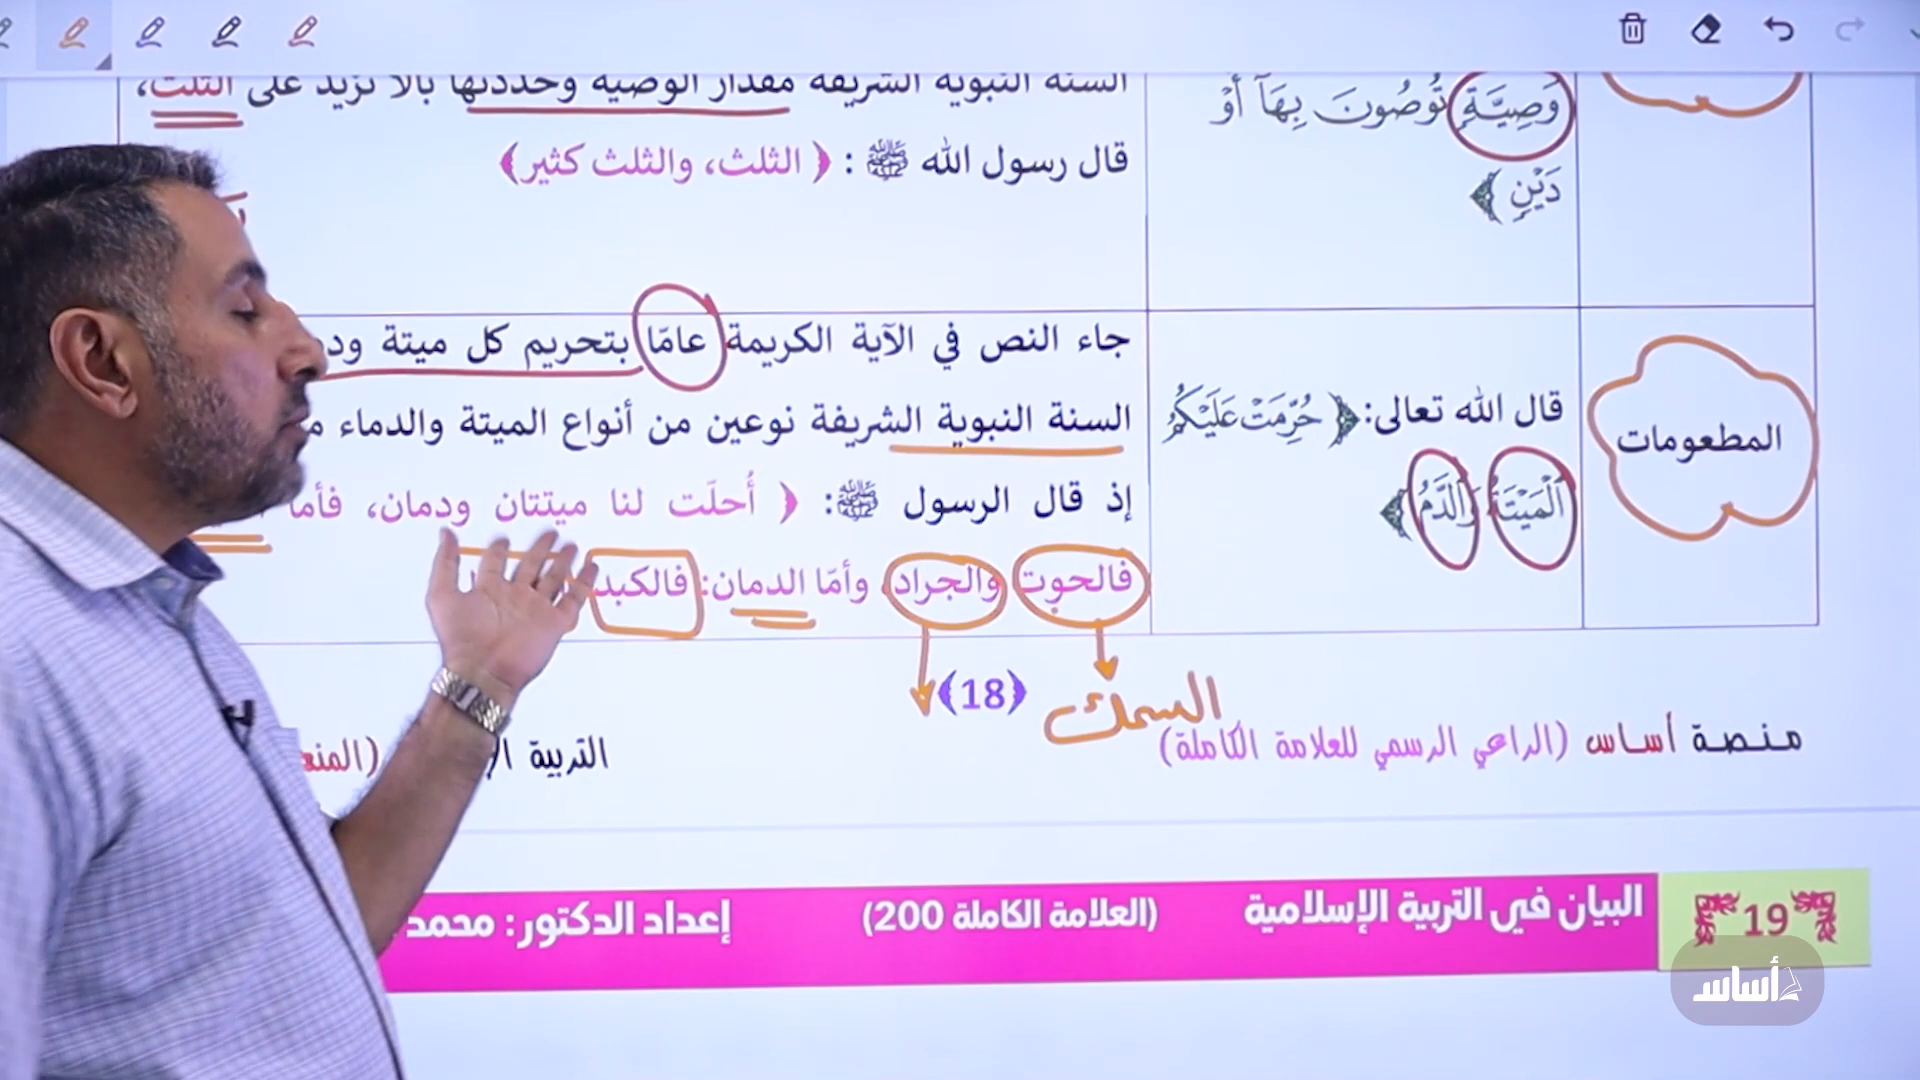 وَصِيَّةٍ تُوصُونَ بِهَآ أَوْ
دَيْنٍ ﴾
السنة النبوية الشريفة مقدار الوصية وحددتها بألا تزيد على الثلث،
قال رسول الله ﷺ : ﴿ الثلث، والثلث كثير﴾
المطعومات
قال الله تعالى: ﴿ حُرِّمَتْ عَلَيْكُمُ
ٱلْمَيْتَةُ وَٱلدَّمُ ﴾
جاء النص في الآية الكريمة عامّا بتحريم كل ميتة
السنة النبوية الشريفة نوعين من أنواع الميتة والدماء
إذ قال الرسول ﷺ: ﴿ أُحلَت لنا ميتتان ودمان، فأما
فالحوت والجراد، وأمّا الدمان: فالكبد
السمك
﴿18﴾
منصة أساس (الراعي الرسمي للعلامة الكاملة)
التربية
19
البيان في التربية الإسلامية
(العلامة الكاملة 200)
إعداد الدكتور: محمد
أساس